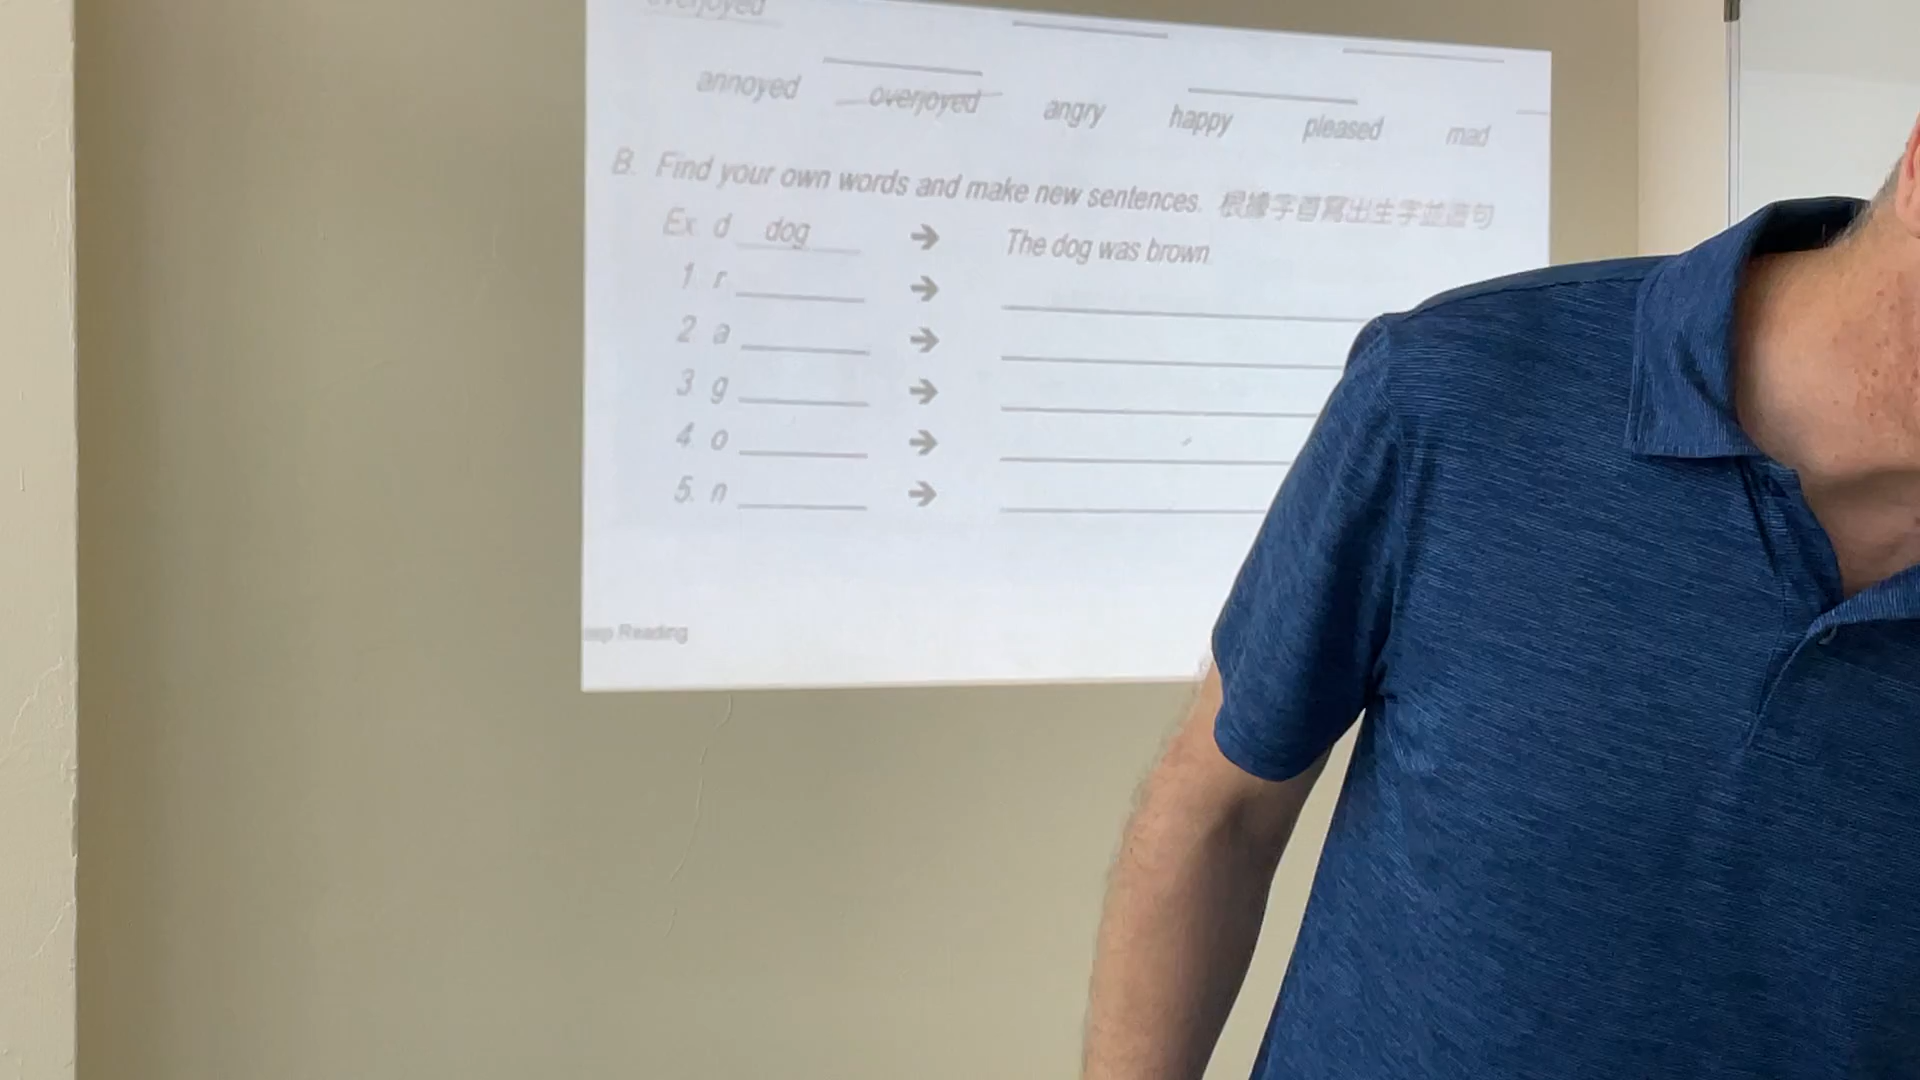 overjoyed
annoyed overjoyed angry happy pleased mad
B. Find your own words and make new sentences. 根據字首寫出生字並造句
Ex d dog → The dog was brown
1 r →
2 a →
3 g →
4 o →
5. n →
Reading